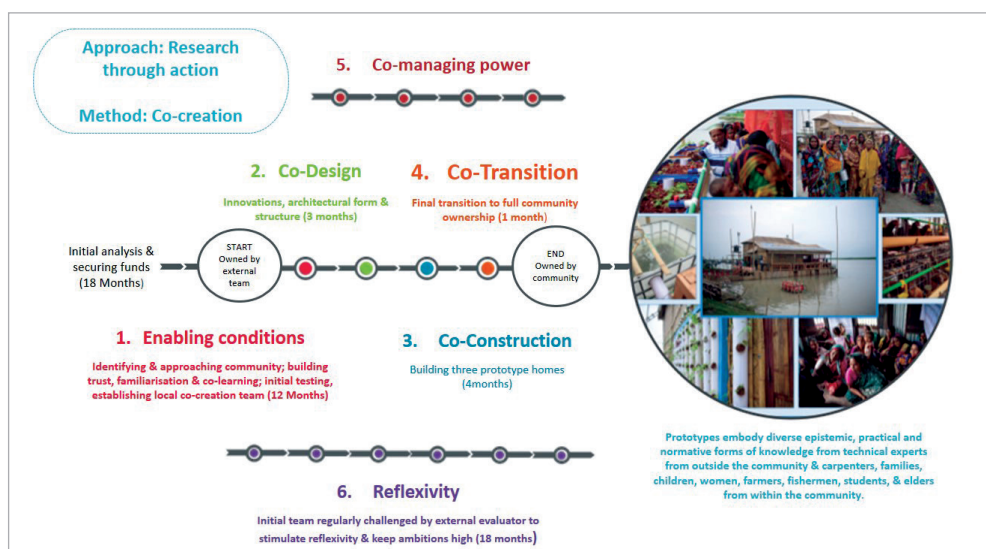 Approach: Research
through action
Method: Co-creation
5. Co-managing power
2. Co-Design
Innovations, architectural form &
structure (3 months)
4. Co-Transition
Final transition to full community
ownership (1 month)
Initial analysis &
securing funds
(18 Months)
START
Owned by
external
team
END
Owned by
community
1. Enabling conditions
Identifying & approaching community; building
trust, familiarisation & co-learning; initial testing,
establishing local co-creation team (12 Months)
3. Co-Construction
Building three prototype homes
(4months)
6. Reflexivity
Initial team regularly challenged by external evaluator to
stimulate reflexivity & keep ambitions high (18 months)
Prototypes embody diverse epistemic, practical and
normative forms of knowledge from technical experts
from outside the community & carpenters, families,
children, women, farmers, fishermen, students, & elders
from within the community.